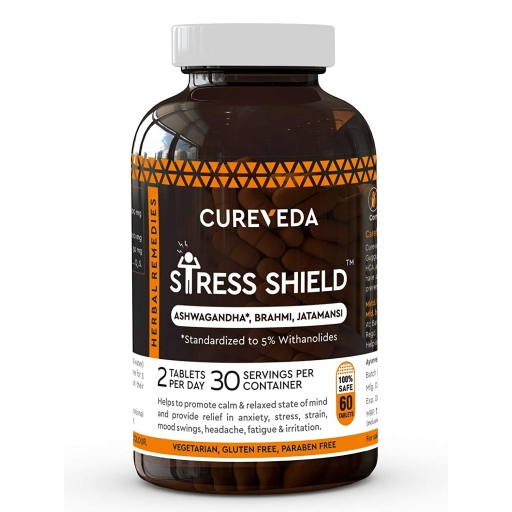 CUREVEDA
STRESS SHIELD™
ASHWAGANDHA*, BRAHMI, JATAMANSI
*Standardized to 5% Withanolides
2 TABLETS PER DAY 30 SERVINGS PER CONTAINER
100% SAFE
60 TABLETS
Helps to promote calm & relaxed state of mind
and provide relief in anxiety, stress, strain,
mood swings, headache, fatigue & irritation.
VEGETARIAN, GLUTEN FREE, PARABEN FREE
HERBAL REMEDIES